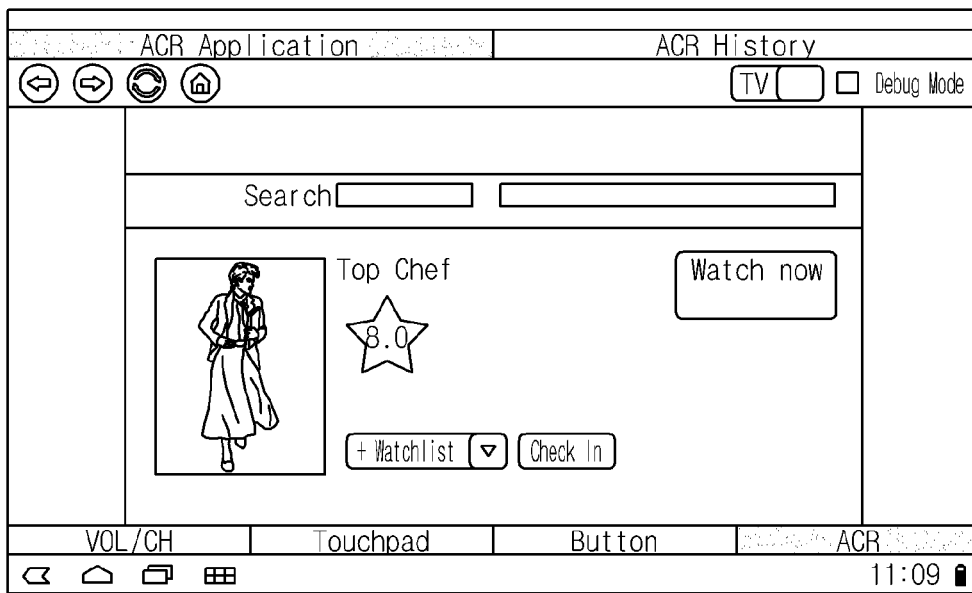 ACR Application ACR History
TV Debug Mode
Search
Top Chef Watch now
8.0
+ Watchlist Check In
VOL/CH Touchpad Button ACR
11:09